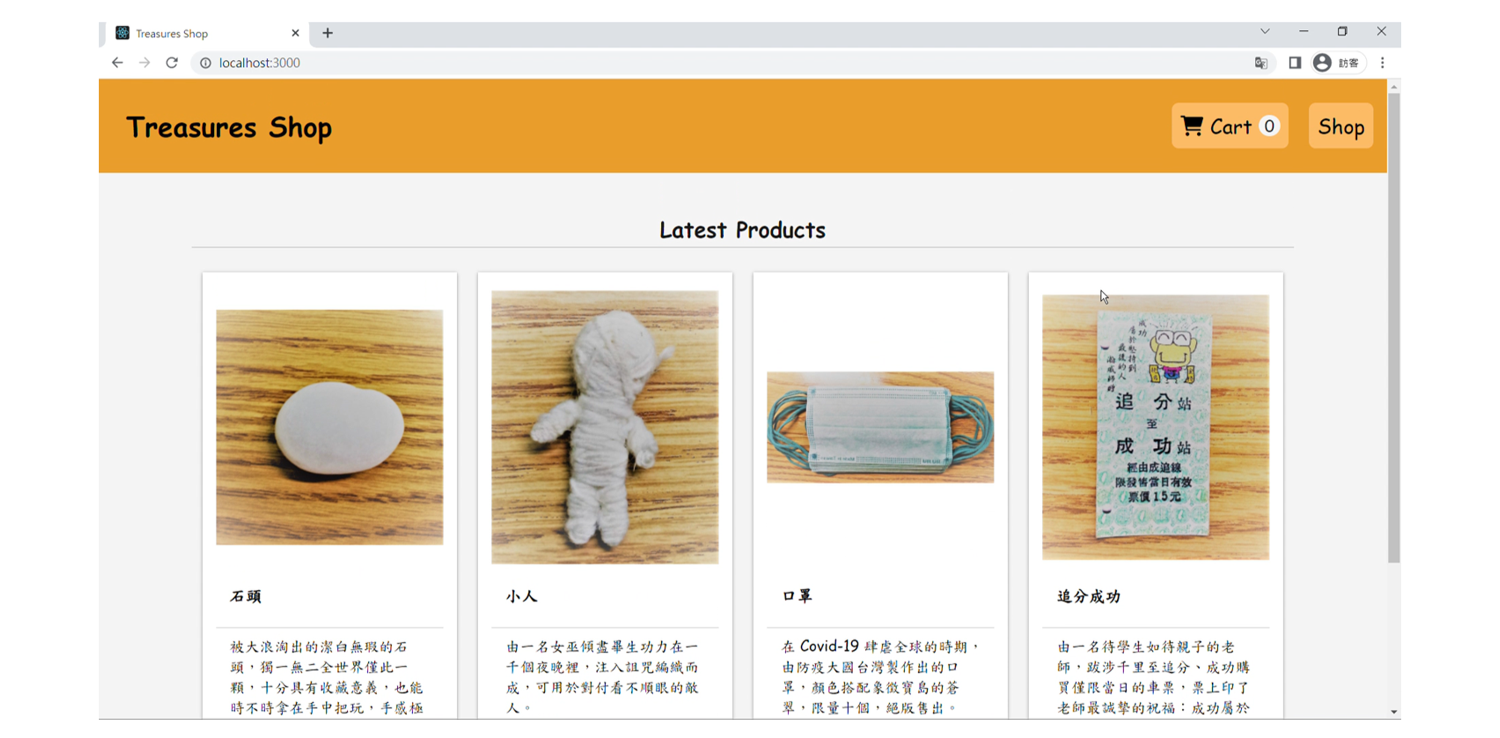 Treasures Shop
localhost:3000
訪客
Treasures Shop
Cart 0
Shop
Latest Products
石頭
被大浪淘出的潔白無瑕的石
頭,獨一無二全世界僅此一
顆,十分具有收藏意義,也能
時不時拿在手中把玩,手感極
小人
由一名女巫傾盡畢生功力在一
千個夜晚裡,注入詛咒編織而
成,可用於對付看不順眼的敵
人。
口罩
在 Covid-19 肆虐全球的時期,
由防疫大國台灣製作出的口
罩,顏色搭配象徵寶島的蒼
翠,限量十個,絕版售出。
成功
屬於堅持到
最後的人
追 分站
至
成 功站
經由成追線
限發售當日有效
票價15元
追分成功
由一名待學生如待親子的老
師,跋涉千里至追分、成功購
買僅限當日的車票,票上印了
老師最誠摯的祝福:成功屬於